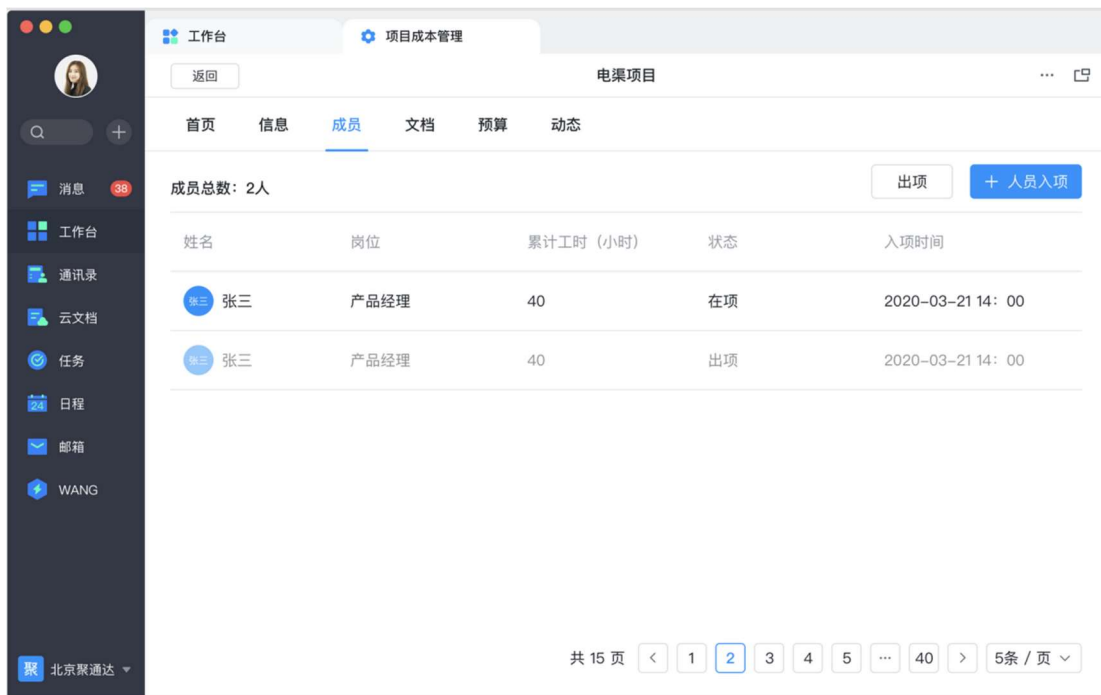 工作台
项目成本管理
返回
电渠项目
首页 信息 成员 文档 预算 动态
消息 38
工作台
通讯录
云文档
任务
24 日程
邮箱
WANG
聚 北京聚通达
成员总数：2人
出项
+ 人员入项
姓名 岗位 累计工时（小时） 状态 入项时间
张三 张三 产品经理 40 在项 2020-03-21 14：00
张三 张三 产品经理 40 出项 2020-03-21 14：00
共 15 页 < 1 2 3 4 5 ··· 40 > 5条 / 页